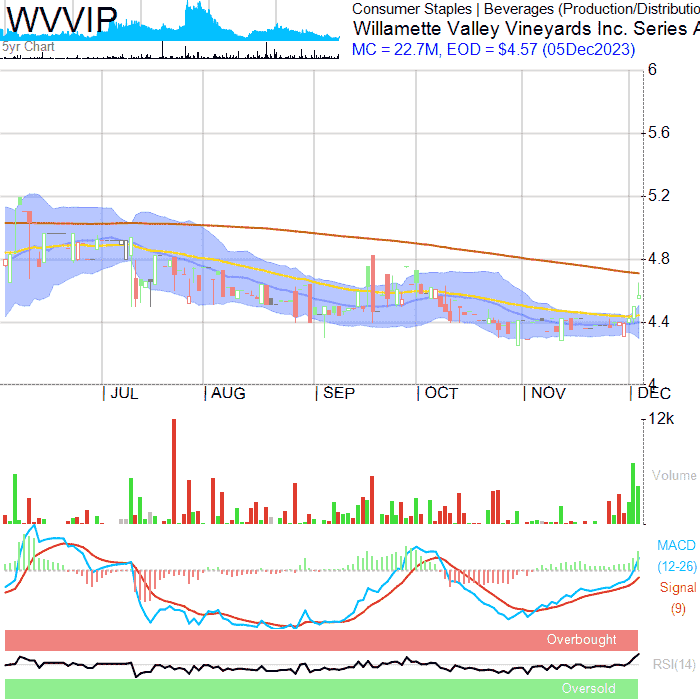 WVVIP
5yr Chart
Consumer Staples | Beverages (Production/Distributio
Willamette Valley Vineyards Inc. Series A
MC = 22.7M, EOD = $4.57 (05Dec2023)
6
5.6
5.2
4.8
4.4
4
JUL AUG SEP OCT NOV DEC
12k
Volume
MACD
(12-26)
Signal
(9)
Overbought
RSI(14)
Oversold